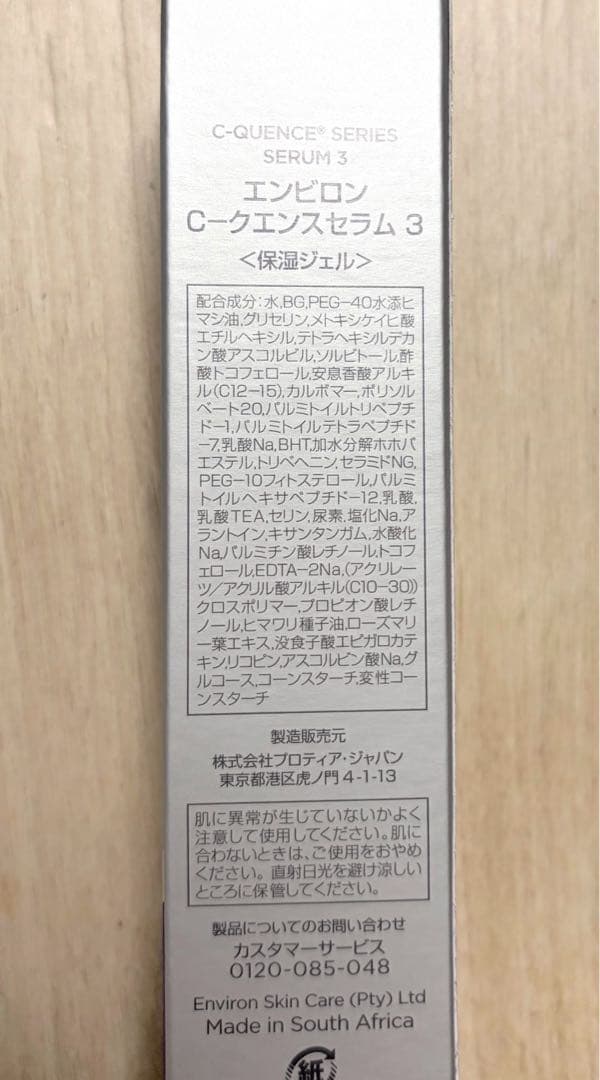 C-QUENCE® SERIES
SERUM 3
エンビロン
C-クエンスセラム 3
＜保湿ジェル＞
配合成分：水,BG,PEG-40水添ヒ
マシ油,グリセリン,メトキシケイヒ酸
エチルヘキシル,テトラヘキシルデカ
ン酸アスコルビル,ソルビトール,酢
酸トコフェロール,安息香酸アルキ
ル(C12-15),カルボマー,ポリソル
ベート20,パルミトイルトリペプチ
ド-1,パルミトイルテトラペプチド
-7,乳酸Na,BHT,加水分解ホホバ
エステル,トリベヘニン,セラミドNG,
PEG-10フィトステロール,パルミ
トイルヘキサペプチド-12,乳酸,
乳酸TEA,セリン,尿素,塩化Na,ア
ラントイン,キサンタンガム,水酸化
Na,パルミチン酸レチノール,トコフ
ェロール,EDTA-2Na,(アクリレー
ツ/アクリル酸アルキル(C10-30))
クロスポリマー,プロピオン酸レチ
ノール,ヒマワリ種子油,ローズマリ
ー葉エキス,没食子酸エピガロカテ
キン,リコピン,アスコルビン酸Na,グ
ルコース,コーンスターチ,変性コー
ンスターチ
製造販売元
株式会社プロティア・ジャパン
東京都港区虎ノ門 4-1-13
肌に異常が生じていないかよく
注意して使用してください。肌に
合わないときは、ご使用をおやめ
ください。直射日光を避け涼しい
ところに保管してください。
製品についてのお問い合わせ
カスタマーサービス
0120-085-048
Environ Skin Care (Pty) Ltd
Made in South Africa
紙